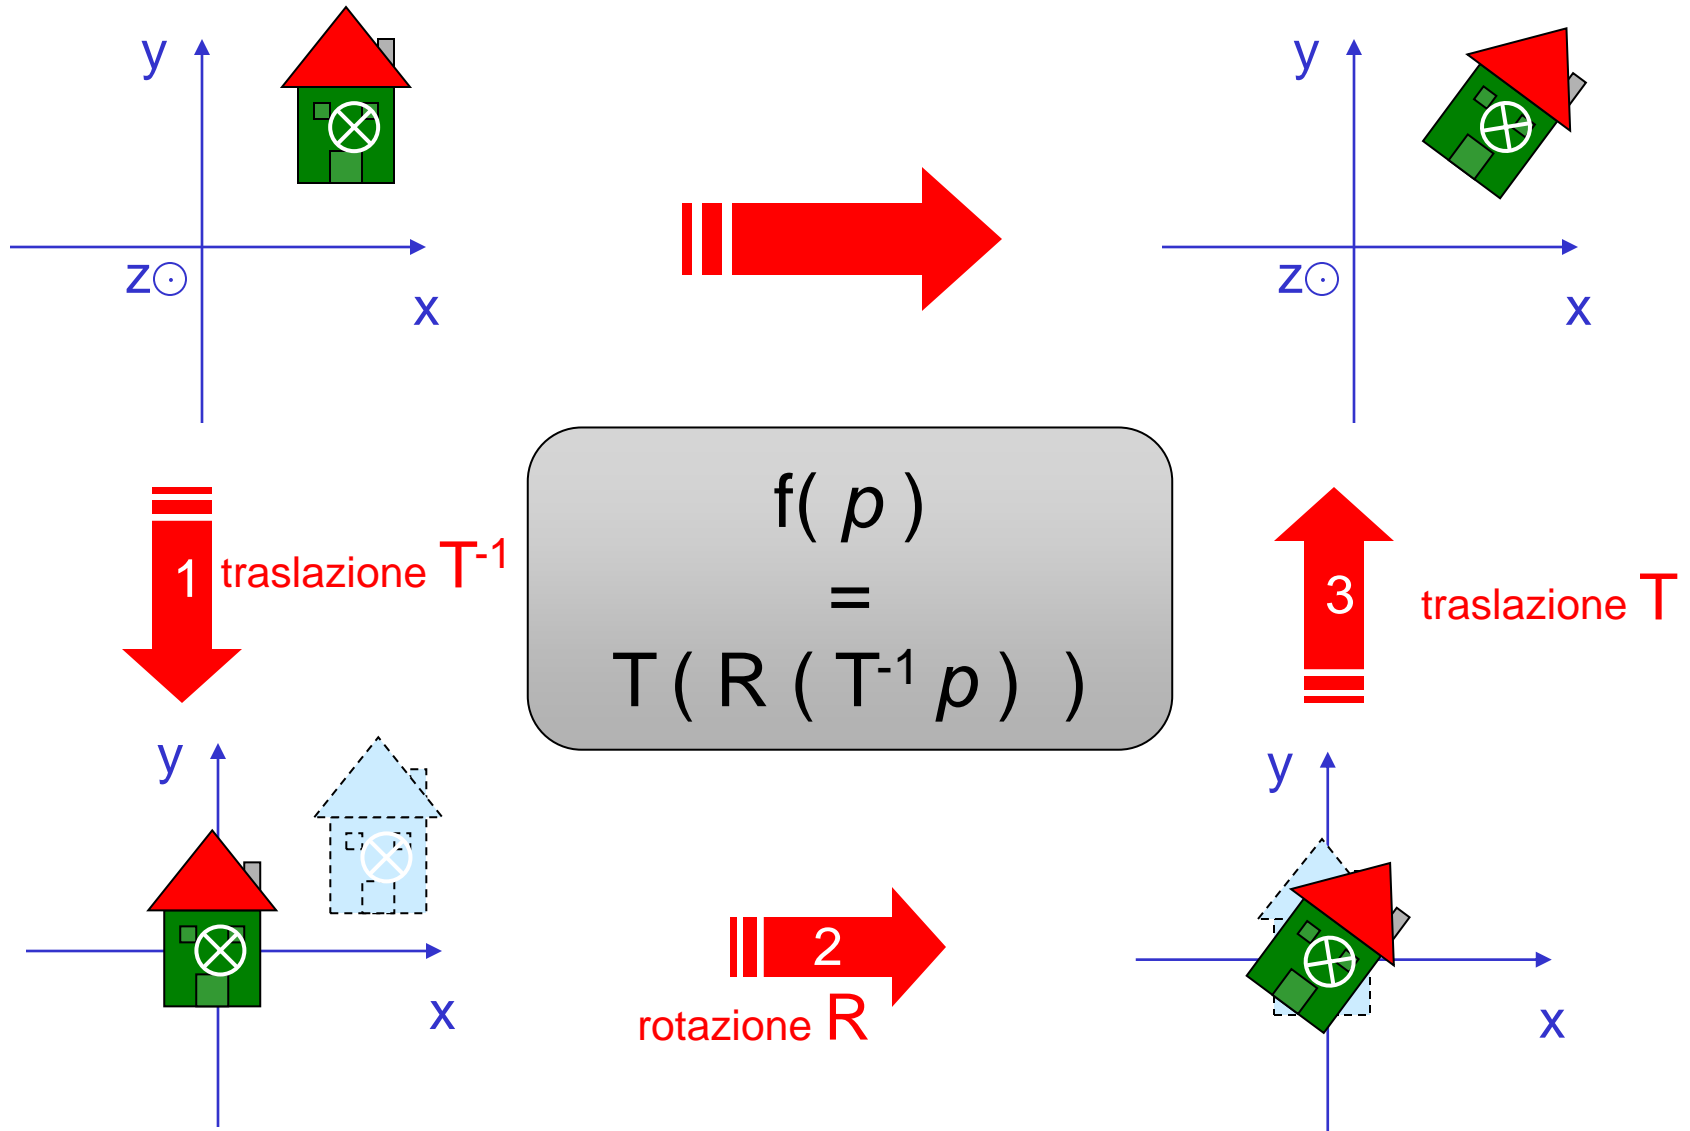 y
z
x
y
z
x
f( p )
=
T ( R ( T⁻¹ p ) )
1
traslazione T⁻¹
3
traslazione T
y
x
2
rotazione R
y
x